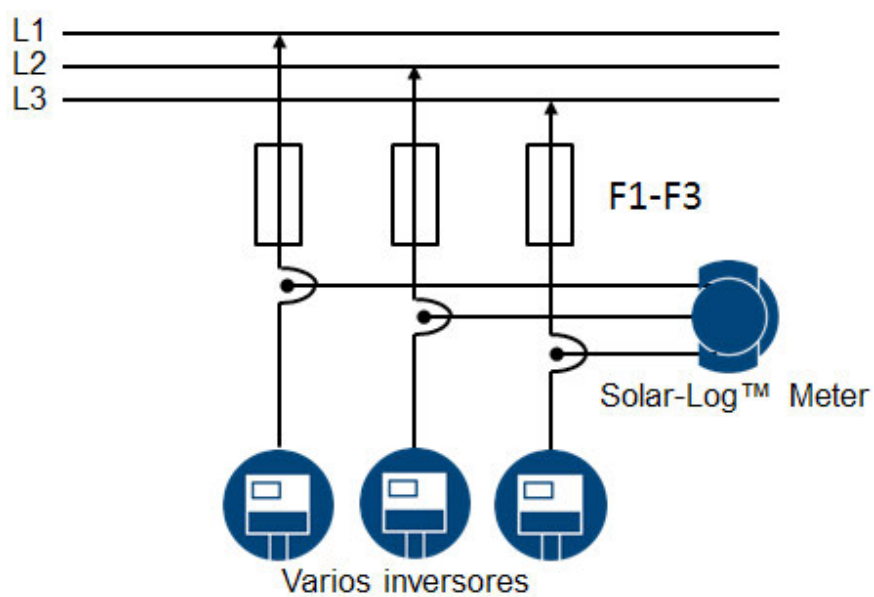 L1
L2
L3
F1-F3
Solar-Log™ Meter
Varios inversores